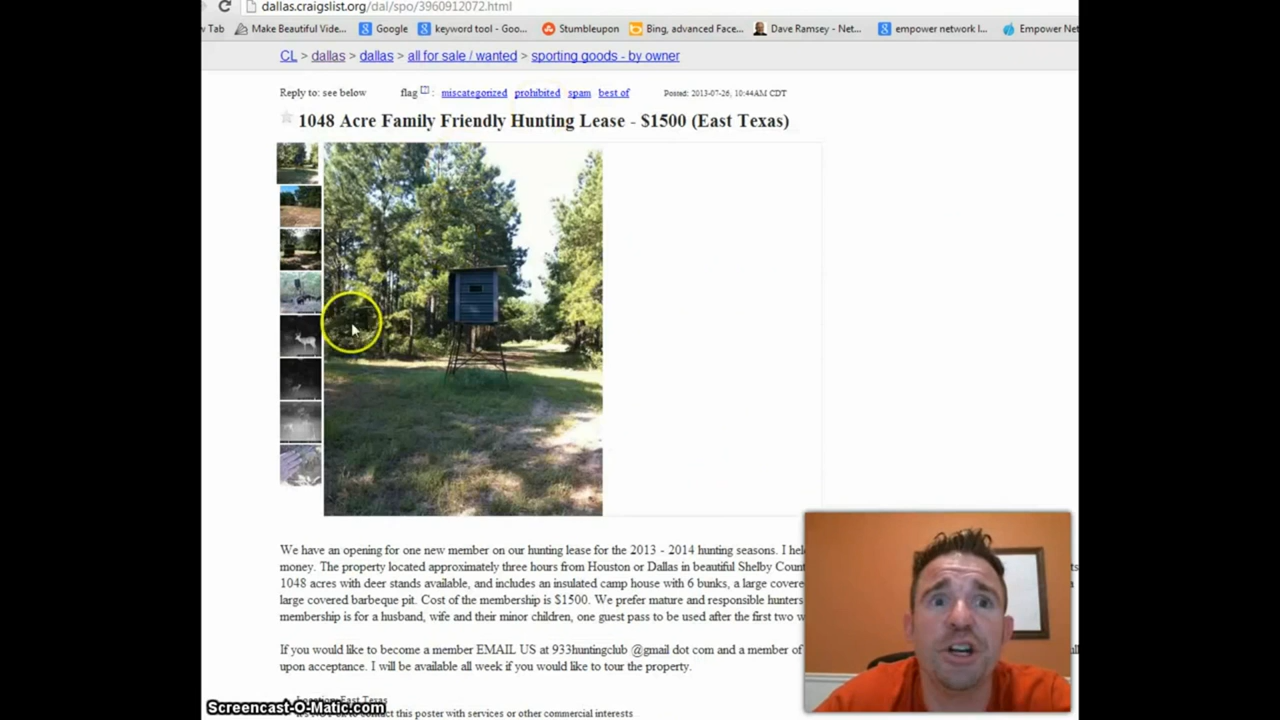 dallas.craigslist.org/dal/spo/3960912072.html
w Tab Make Beautiful Vide... Google keyword tool - Goo... Stumbleupon Bing, advanced Face... Dave Ramsey - Net... empower network l... Empower Net
CL > dallas > dallas > all for sale / wanted > sporting goods - by owner
Reply to: see below flag [?] : miscategorized prohibited spam best of Posted: 2013-07-26, 10:44AM CDT
1048 Acre Family Friendly Hunting Lease - $1500 (East Texas)
We have an opening for one new member on our hunting lease for the 2013 - 2014 hunting seasons. I hel
money. The property located approximately three hours from Houston or Dallas in beautiful Shelby Count
1048 acres with deer stands available, and includes an insulated camp house with 6 bunks, a large covere
large covered barbeque pit. Cost of the membership is $1500. We prefer mature and responsible hunters
membership is for a husband, wife and their minor children, one guest pass to be used after the first two w
If you would like to become a member EMAIL US at 933huntingclub @gmail dot com and a member of
upon acceptance. I will be available all week if you would like to tour the property.
Location: East Texas
contact this poster with services or other commercial interests
Screencast-O-Matic.com